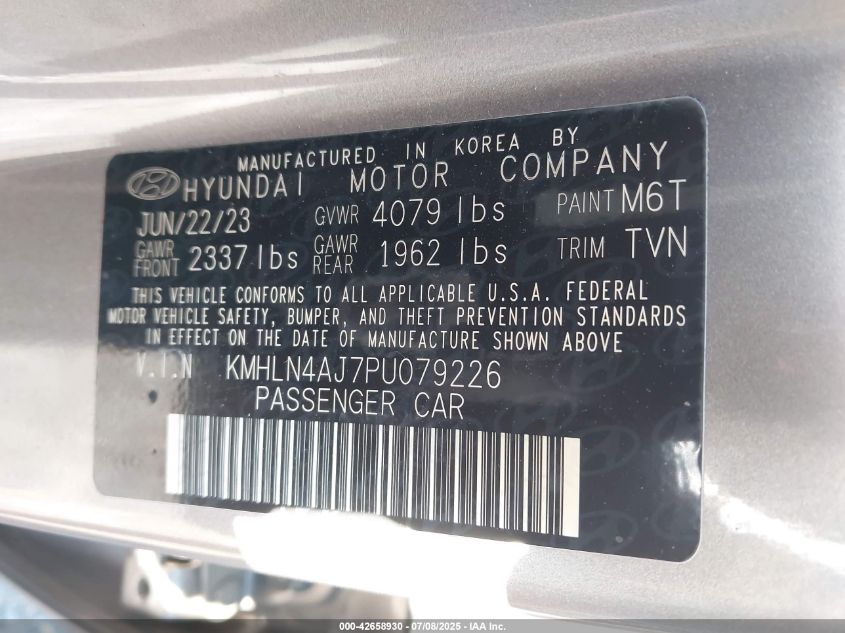 MANUFACTURED IN KOREA BY
HYUNDAI MOTOR COMPANY
JUN/22/23 GVWR 4079 lbs PAINT M6T
GAWR FRONT 2337 lbs GAWR REAR 1962 lbs TRIM TVN
THIS VEHICLE CONFORMS TO ALL APPLICABLE U.S.A. FEDERAL
MOTOR VEHICLE SAFETY, BUMPER, AND THEFT PREVENTION STANDARDS
IN EFFECT ON THE DATE OF MANUFACTURE SHOWN ABOVE
V.I.N KMHLN4AJ7PU079226
PASSENGER CAR
000-42658930 - 07/08/2025 - IAA Inc.